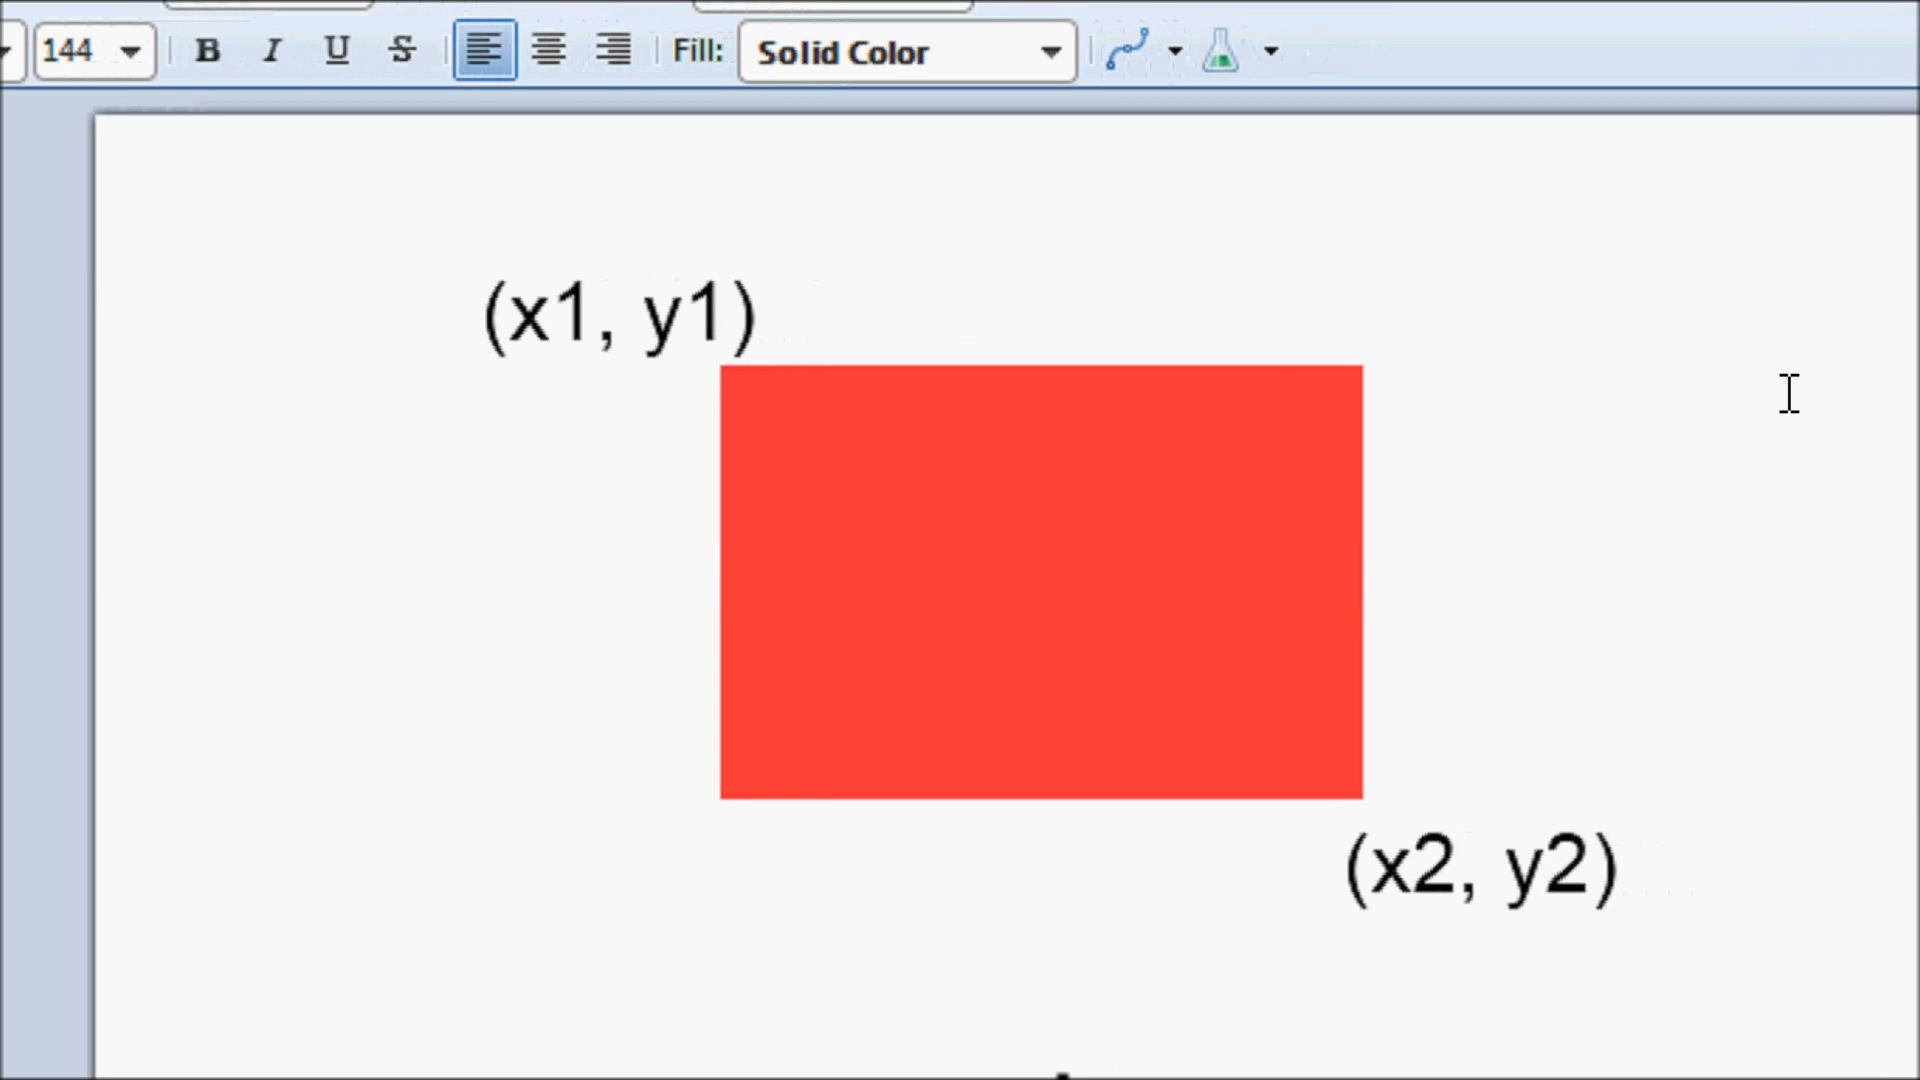 144 B I U S Fill: Solid Color
(x1, y1)
(x2, y2)